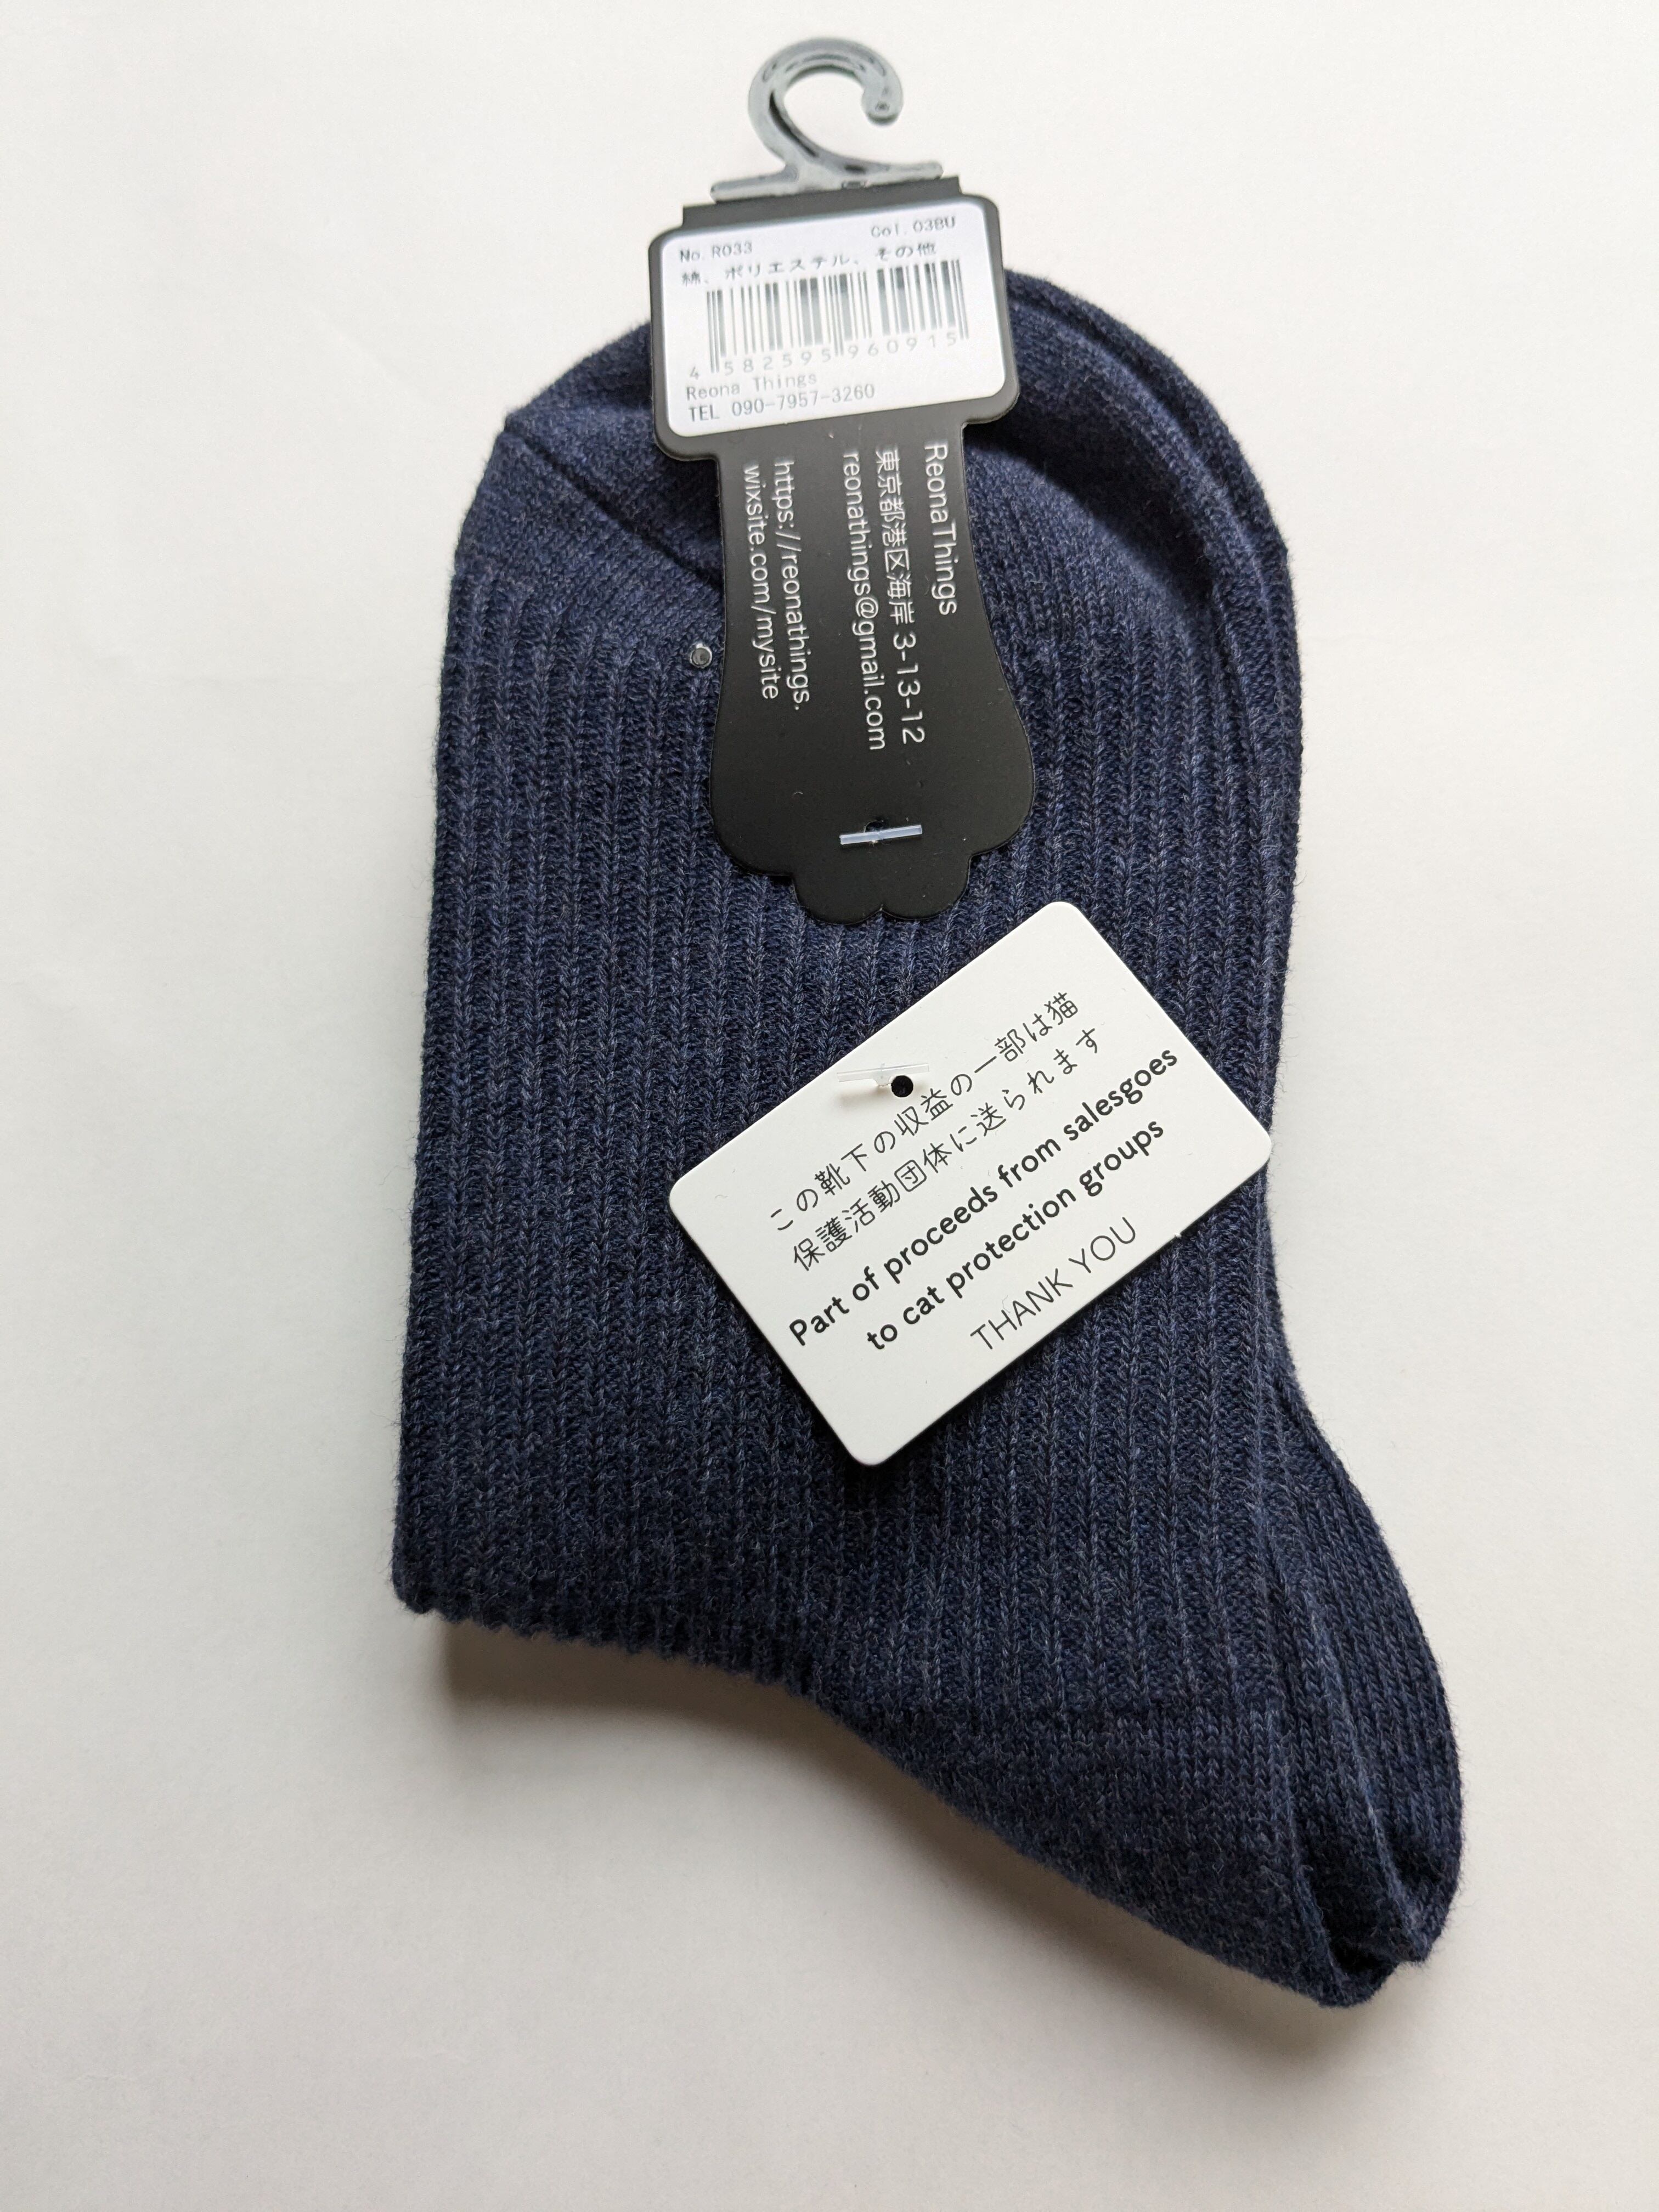 No. R033 Col. 03BU
綿、ポリエステル、その他
4 582595 960915
Reona Things
TEL 090-7957-3260
ReonaThings
東京都港区海岸 3-13-12
reonathings@gmail.com
https://reonathings.
wixsite.com/mysite
この靴下の収益の一部は猫
保護活動団体に送られます
Part of proceeds from salesgoes
to cat protection groups
THANK YOU